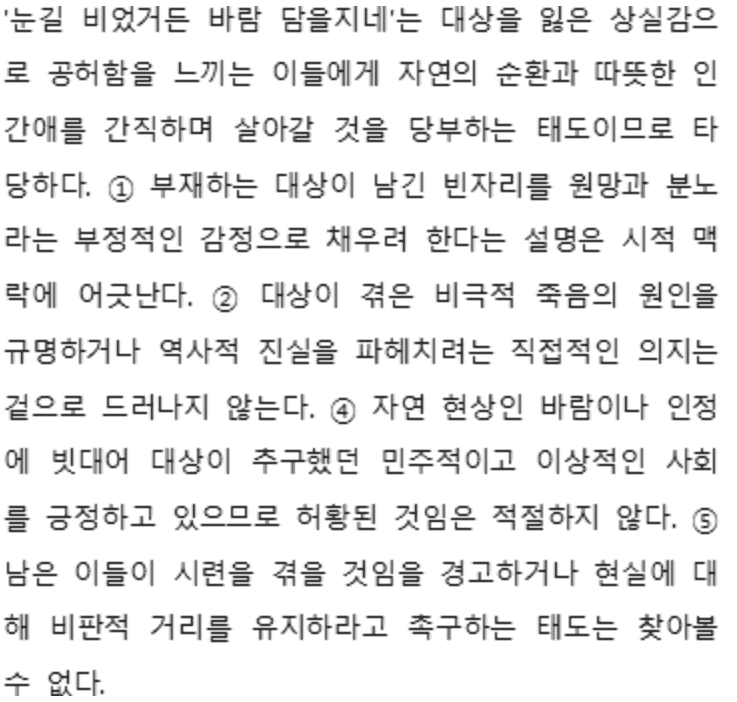 '눈길 비었거든 바람 담을지네'는 대상을 잃은 상실감으
로 공허함을 느끼는 이들에게 자연의 순환과 따뜻한 인
간애를 간직하며 살아갈 것을 당부하는 태도이므로 타
당하다. ① 부재하는 대상이 남긴 빈자리를 원망과 분노
라는 부정적인 감정으로 채우려 한다는 설명은 시적 맥
락에 어긋난다. ② 대상이 겪은 비극적 죽음의 원인을
규명하거나 역사적 진실을 파헤치려는 직접적인 의지는
겉으로 드러나지 않는다. ④ 자연 현상인 바람이나 인정
에 빗대어 대상이 추구했던 민주적이고 이상적인 사회
를 긍정하고 있으므로 허황된 것임은 적절하지 않다. ⑤
남은 이들이 시련을 겪을 것임을 경고하거나 현실에 대
해 비판적 거리를 유지하라고 촉구하는 태도는 찾아볼
수 없다.